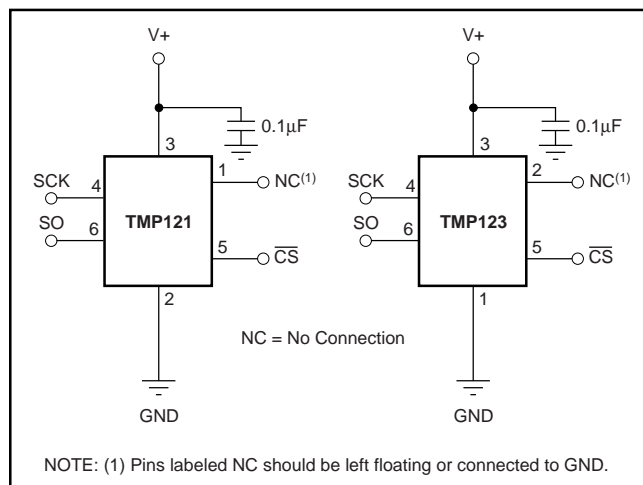 V+
0.1μF
3
SCK
4
1
NC(1)
TMP121
SO
6
5
CS
2
GND
V+
0.1μF
3
SCK
4
2
NC(1)
TMP123
SO
6
5
CS
1
GND
NC = No Connection
NOTE: (1) Pins labeled NC should be left floating or connected to GND.